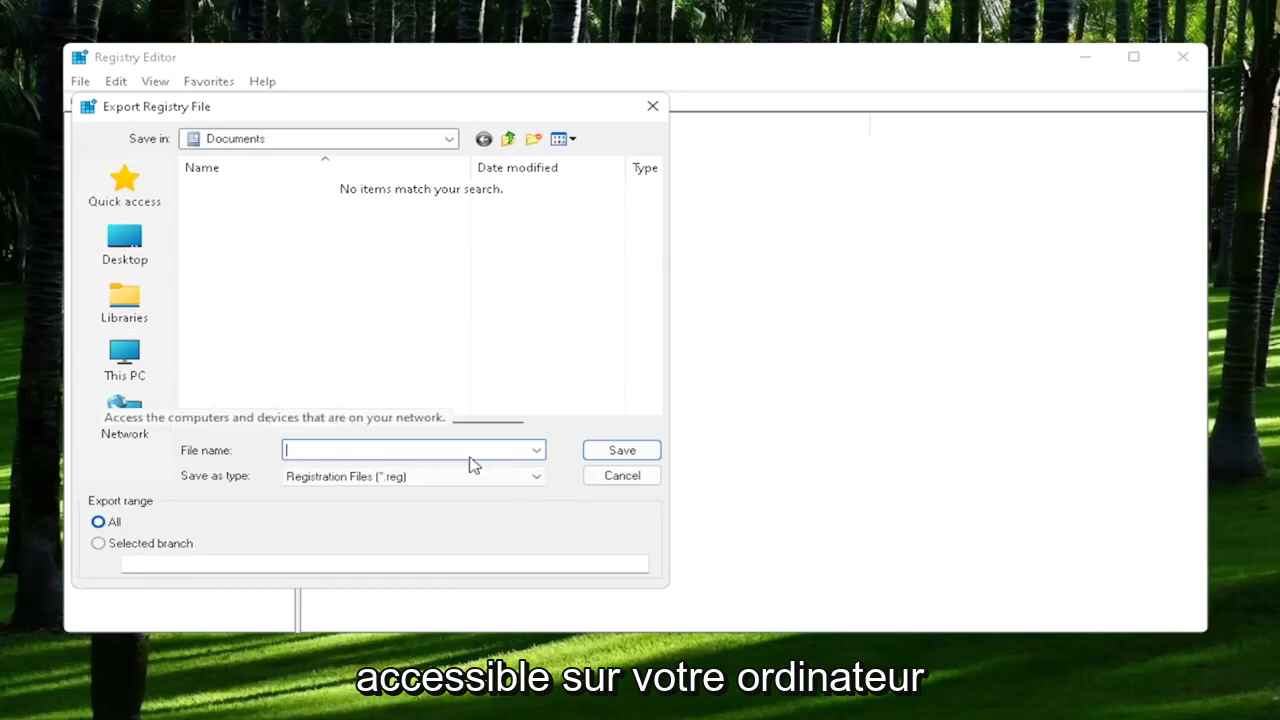 Registry Editor
File Edit View Favorites Help
Export Registry File
Save in: Documents
Name Date modified Type
No items match your search.
Quick access
Desktop
Libraries
This PC
Access the computers and devices that are on your network.
Network
File name: Save
Save as type: Registration Files (*.reg) Cancel
Export range
All
Selected branch
accessible sur votre ordinateur